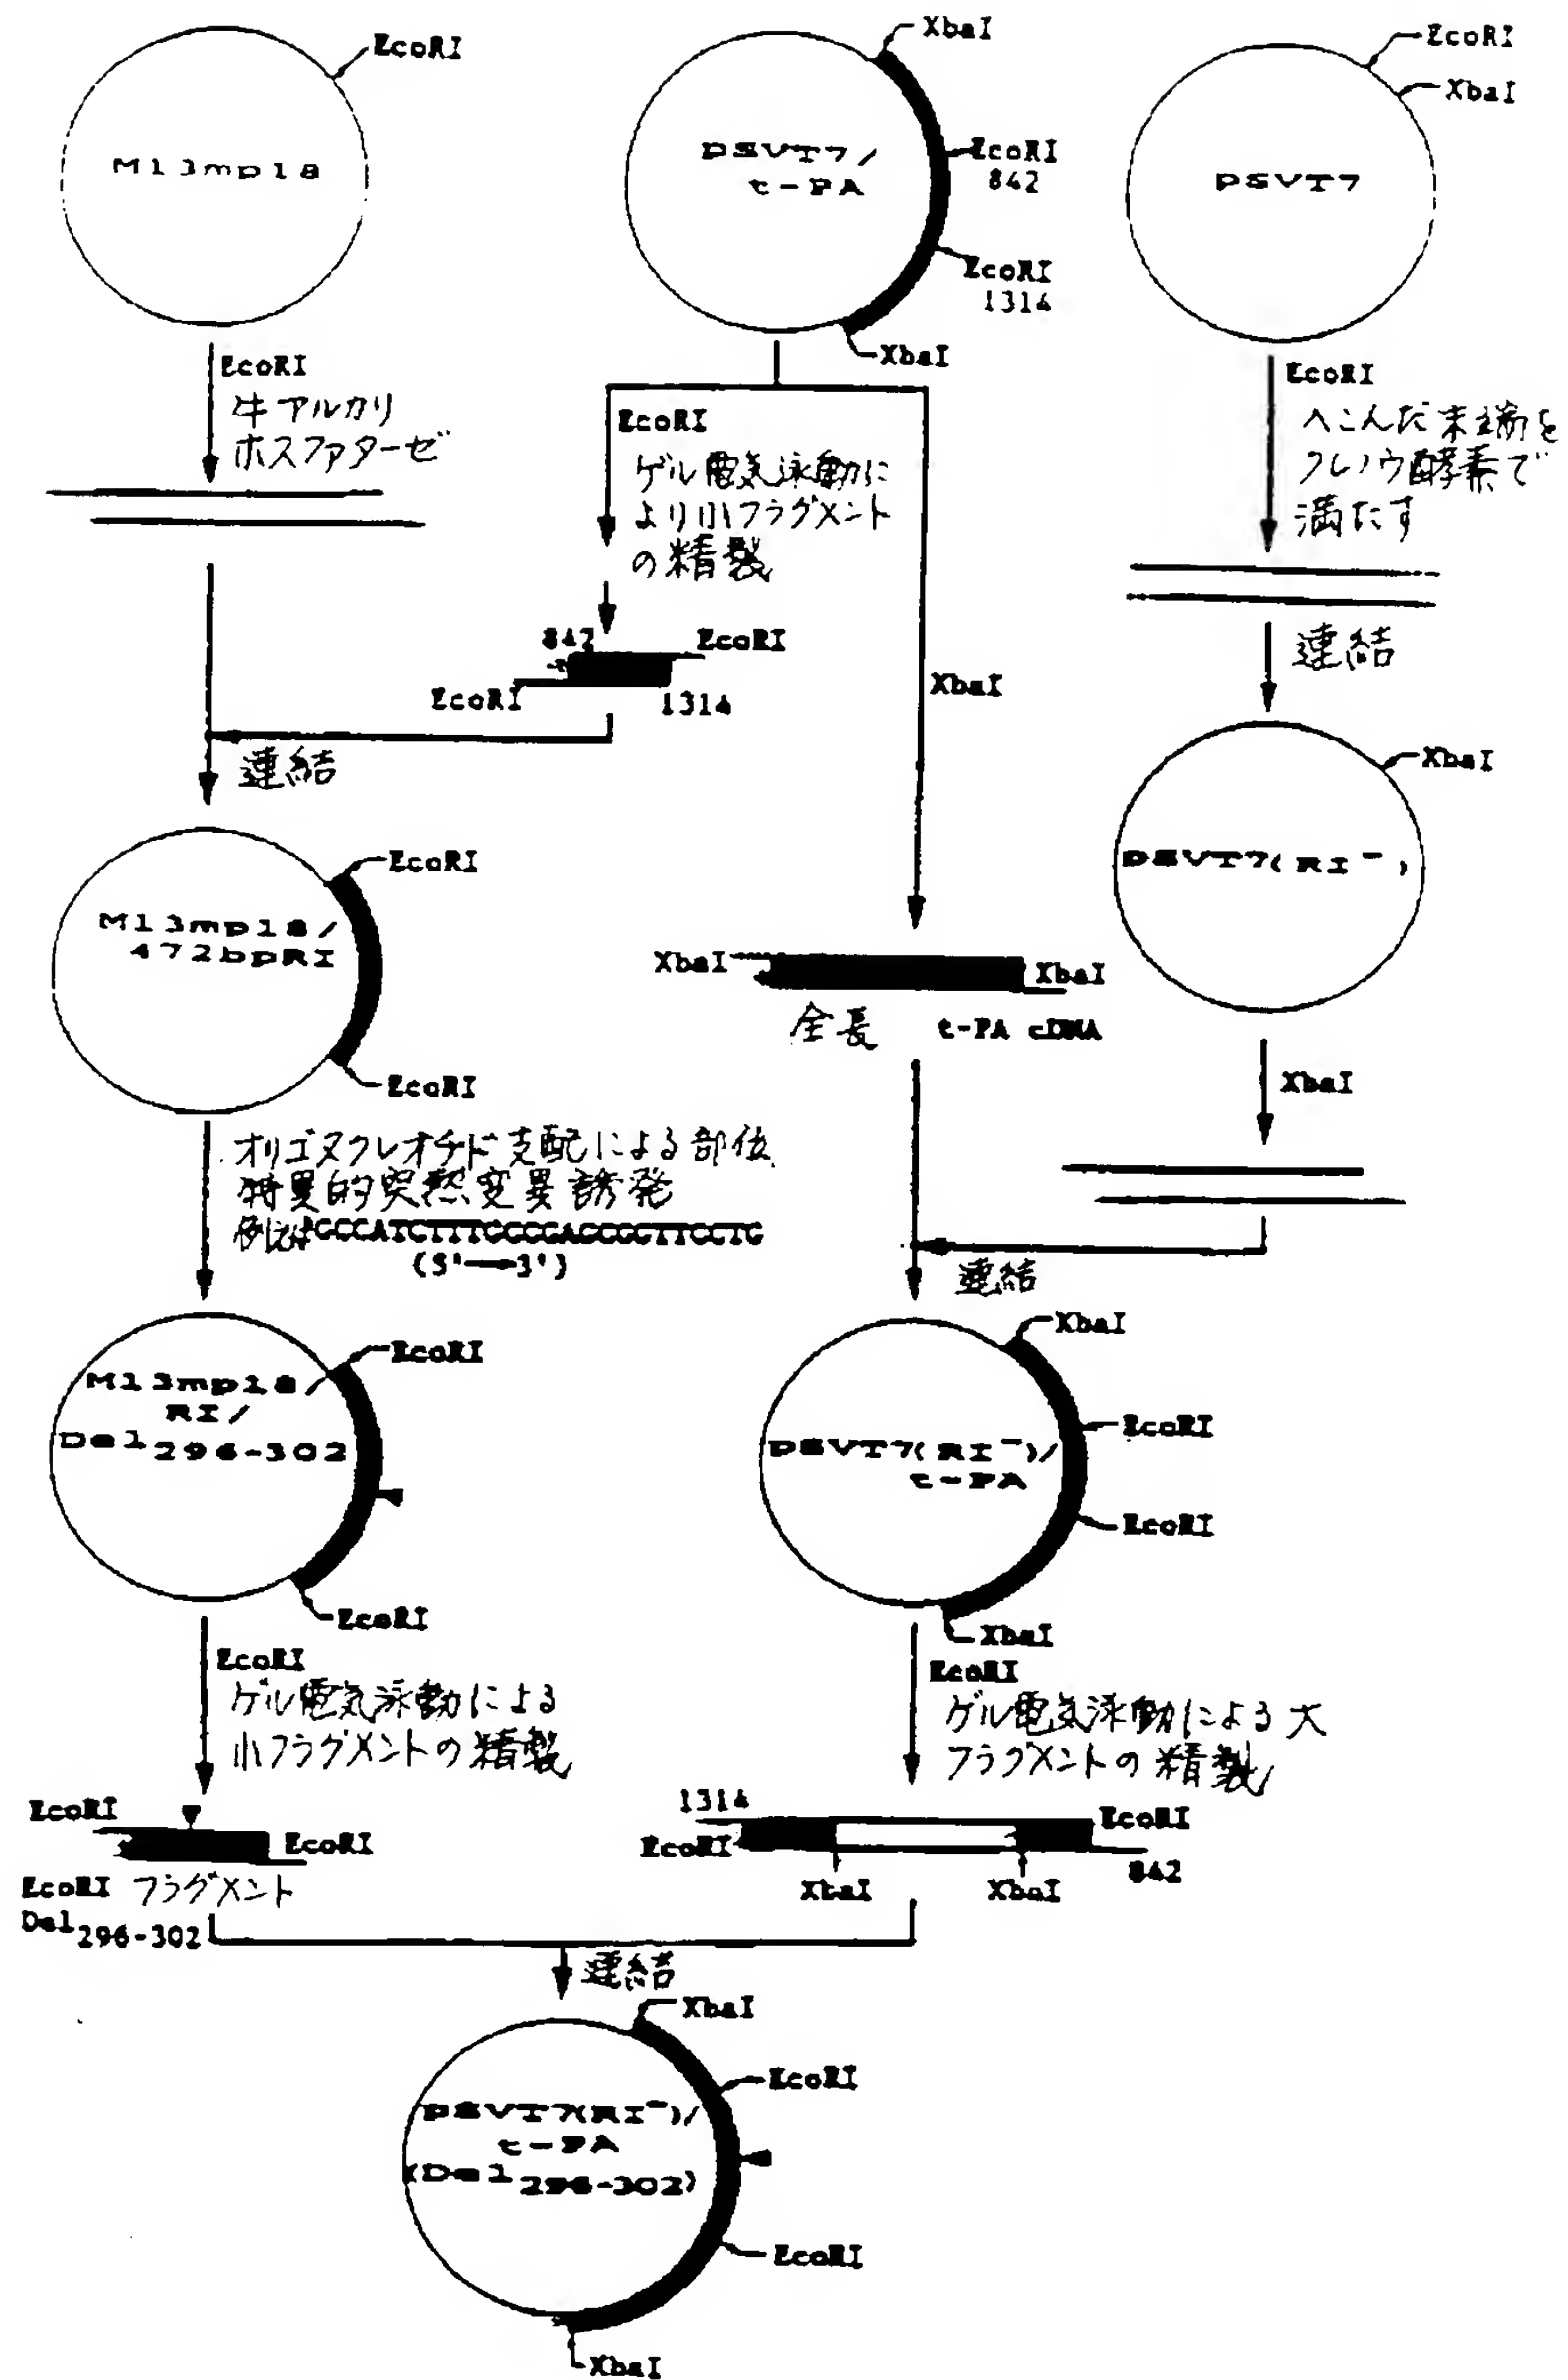 EcoRI
M13mp18
XbaI
pSVT7/
t-PA
EcoRI
842
EcoRI
1314
XbaI
EcoRI
XbaI
pSVT7
EcoRI
牛アルカリ
ホスファターゼ
EcoRI
ゲル電気泳動に
より小フラグメント
の精製
EcoRI
へこんだ末端を
クレノウ酵素で
満たす
842
EcoRI
EcoRI
1314
連結
XbaI
連結
XbaI
pSVT7(RI⁻)
EcoRI
M13mp18/
472bpRI
EcoRI
XbaI
XbaI
全長 t-PA cDNA
XbaI
オリゴヌクレオチド支配による部位
特異的突然変異誘発
例えば
(5'→3')
連結
EcoRI
M13mp18/
RI/
Del296-302
EcoRI
XbaI
EcoRI
pSVT7(RI⁻)/
t-PA
EcoRI
XbaI
EcoRI
ゲル電気泳動による
小フラグメントの精製
EcoRI
ゲル電気泳動による大
フラグメントの精製
EcoRI
EcoRI
EcoRI フラグメント
Del296-302
1314
EcoRI
EcoRI
842
XbaI
XbaI
連結
XbaI
EcoRI
pSVT7(RI⁻)/
t-PA
(Del296-302)
EcoRI
XbaI